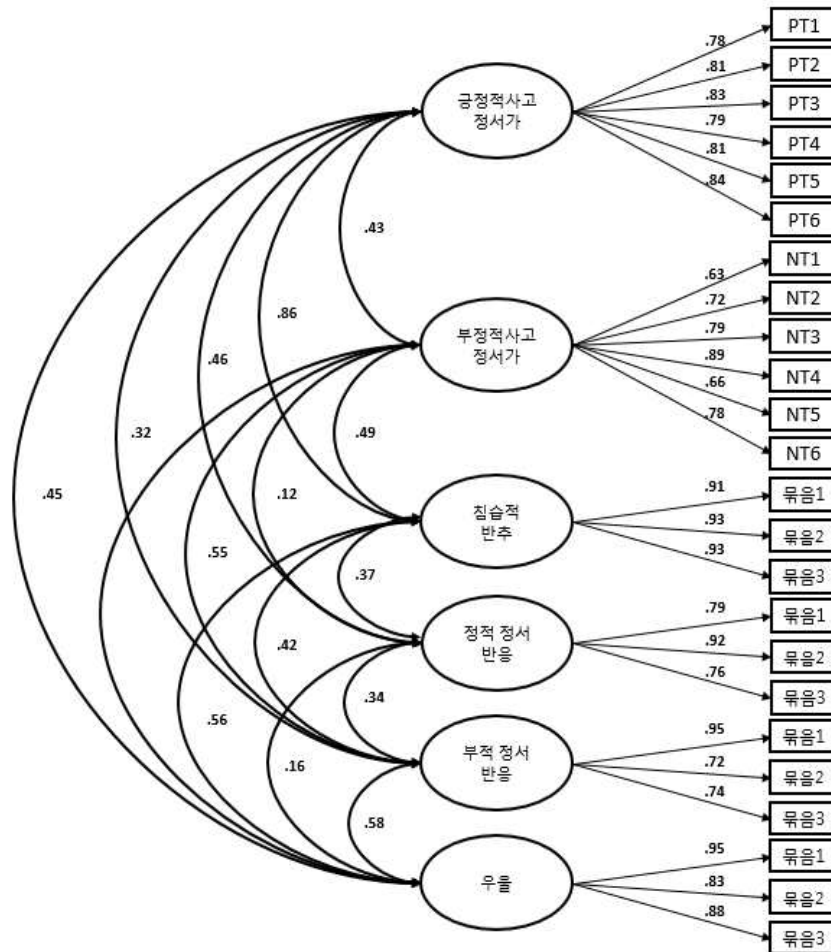 PT1
.78
PT2
.81
긍정적사고
정서가
PT3
.83
PT4
.79
PT5
.81
PT6
.84
.43
NT1
.63
NT2
.72
.86
부정적사고
정서가
NT3
.79
.46
NT4
.89
NT5
.66
NT6
.78
.32
.49
.45
.12
묶음1
.91
침습적
반추
묶음2
.93
묶음3
.93
.55
.37
묶음1
.79
정적 정서
반응
묶음2
.92
.42
묶음3
.76
.34
.56
묶음1
.95
부적 정서
반응
묶음2
.72
.16
묶음3
.74
.58
묶음1
.95
우울
묶음2
.83
묶음3
.88